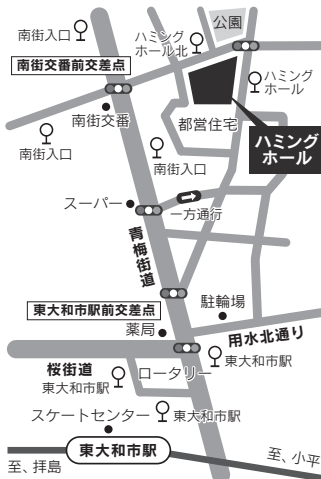 公園
南街入口
ハミング
ホール北
南街交番前交差点
ハミング
ホール
南街交番
都営住宅
南街入口
南街入口
ハミング
ホール
スーパー
一方通行
青梅街道
東大和市駅前交差点
駐輪場
薬局
用水北通り
東大和市駅
桜街道
ロータリー
東大和市駅
スケートセンター
東大和市駅
東大和市駅
至、拝島
至、小平